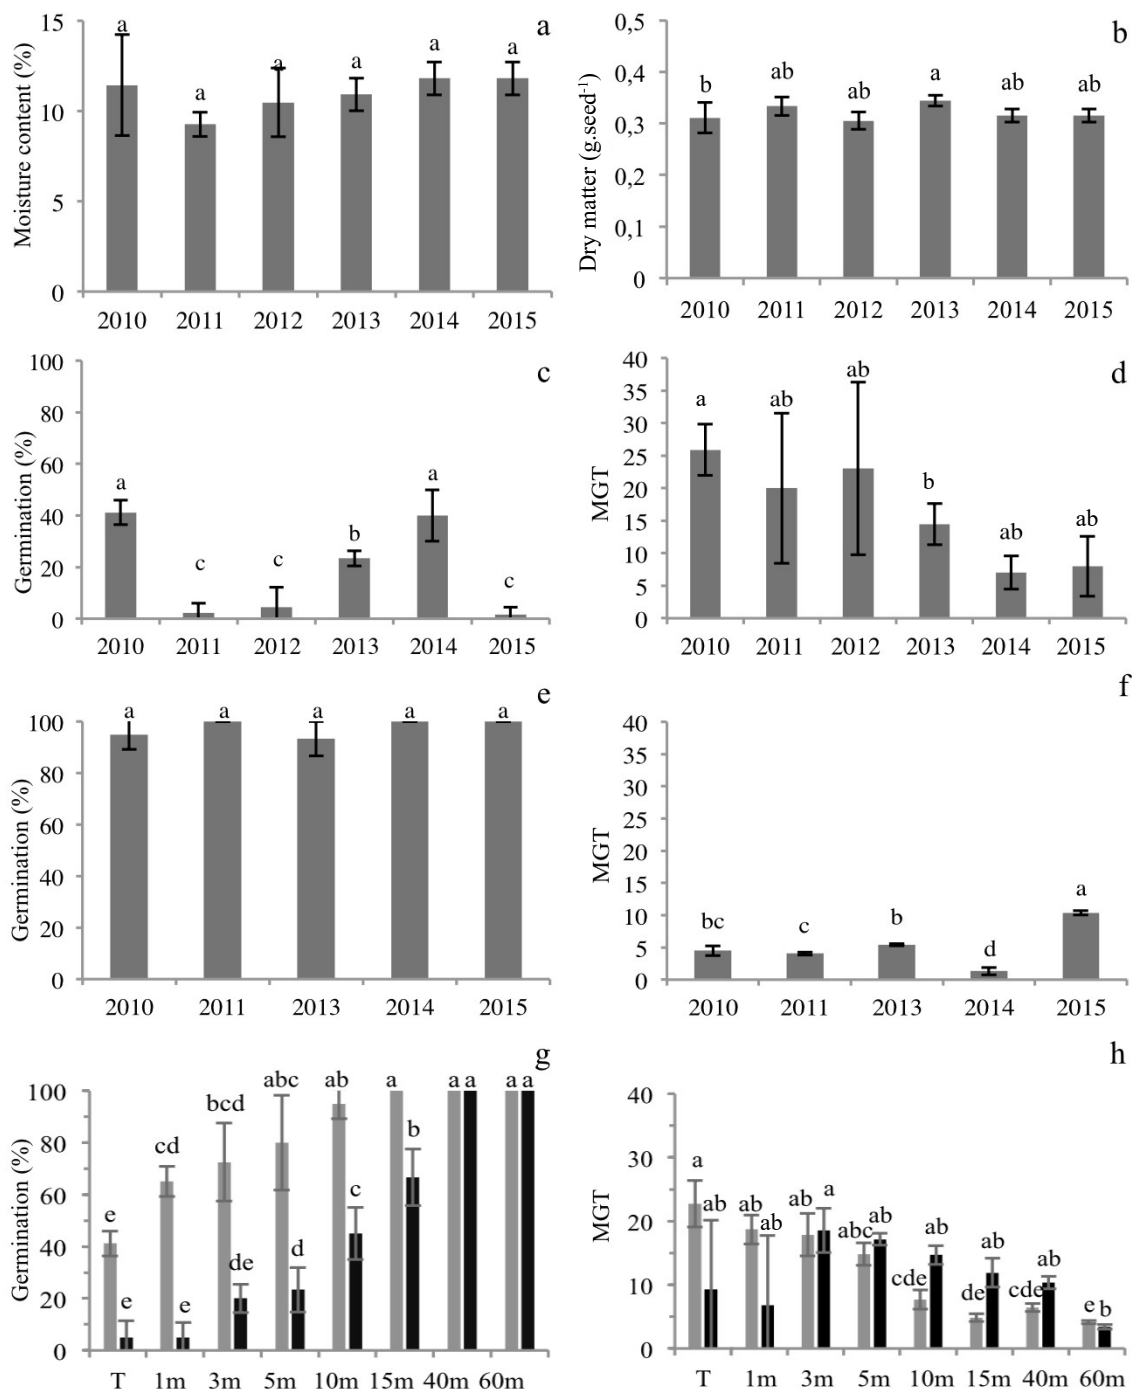 a
Moisture content (%)
15
10
5
0
a
a
a
a
a
a
2010 2011 2012 2013 2014 2015
b
Dry matter (g.seed-1)
0,5
0,4
0,3
0,2
0,1
0
b
ab
ab
a
ab
ab
2010 2011 2012 2013 2014 2015
c
Germination (%)
100
80
60
40
20
0
a
c
c
b
a
c
2010 2011 2012 2013 2014 2015
d
MGT
40
35
30
25
20
15
10
5
0
a
ab
ab
b
ab
ab
2010 2011 2012 2013 2014 2015
e
Germination (%)
100
80
60
40
20
0
a
a
a
a
a
2010 2011 2013 2014 2015
f
MGT
40
35
30
25
20
15
10
5
0
bc
c
b
d
a
2010 2011 2013 2014 2015
g
Germination (%)
100
80
60
40
20
0
e
e
cd
e
bcd
de
abc
d
ab
c
a
b
a a
a a
T 1m 3m 5m 10m 15m 40m 60m
h
MGT
40
30
20
10
0
a
ab
ab
ab
ab
a
abc
ab
cde
ab
de
ab
cde
ab
e b
T 1m 3m 5m 10m 15m 40m 60m